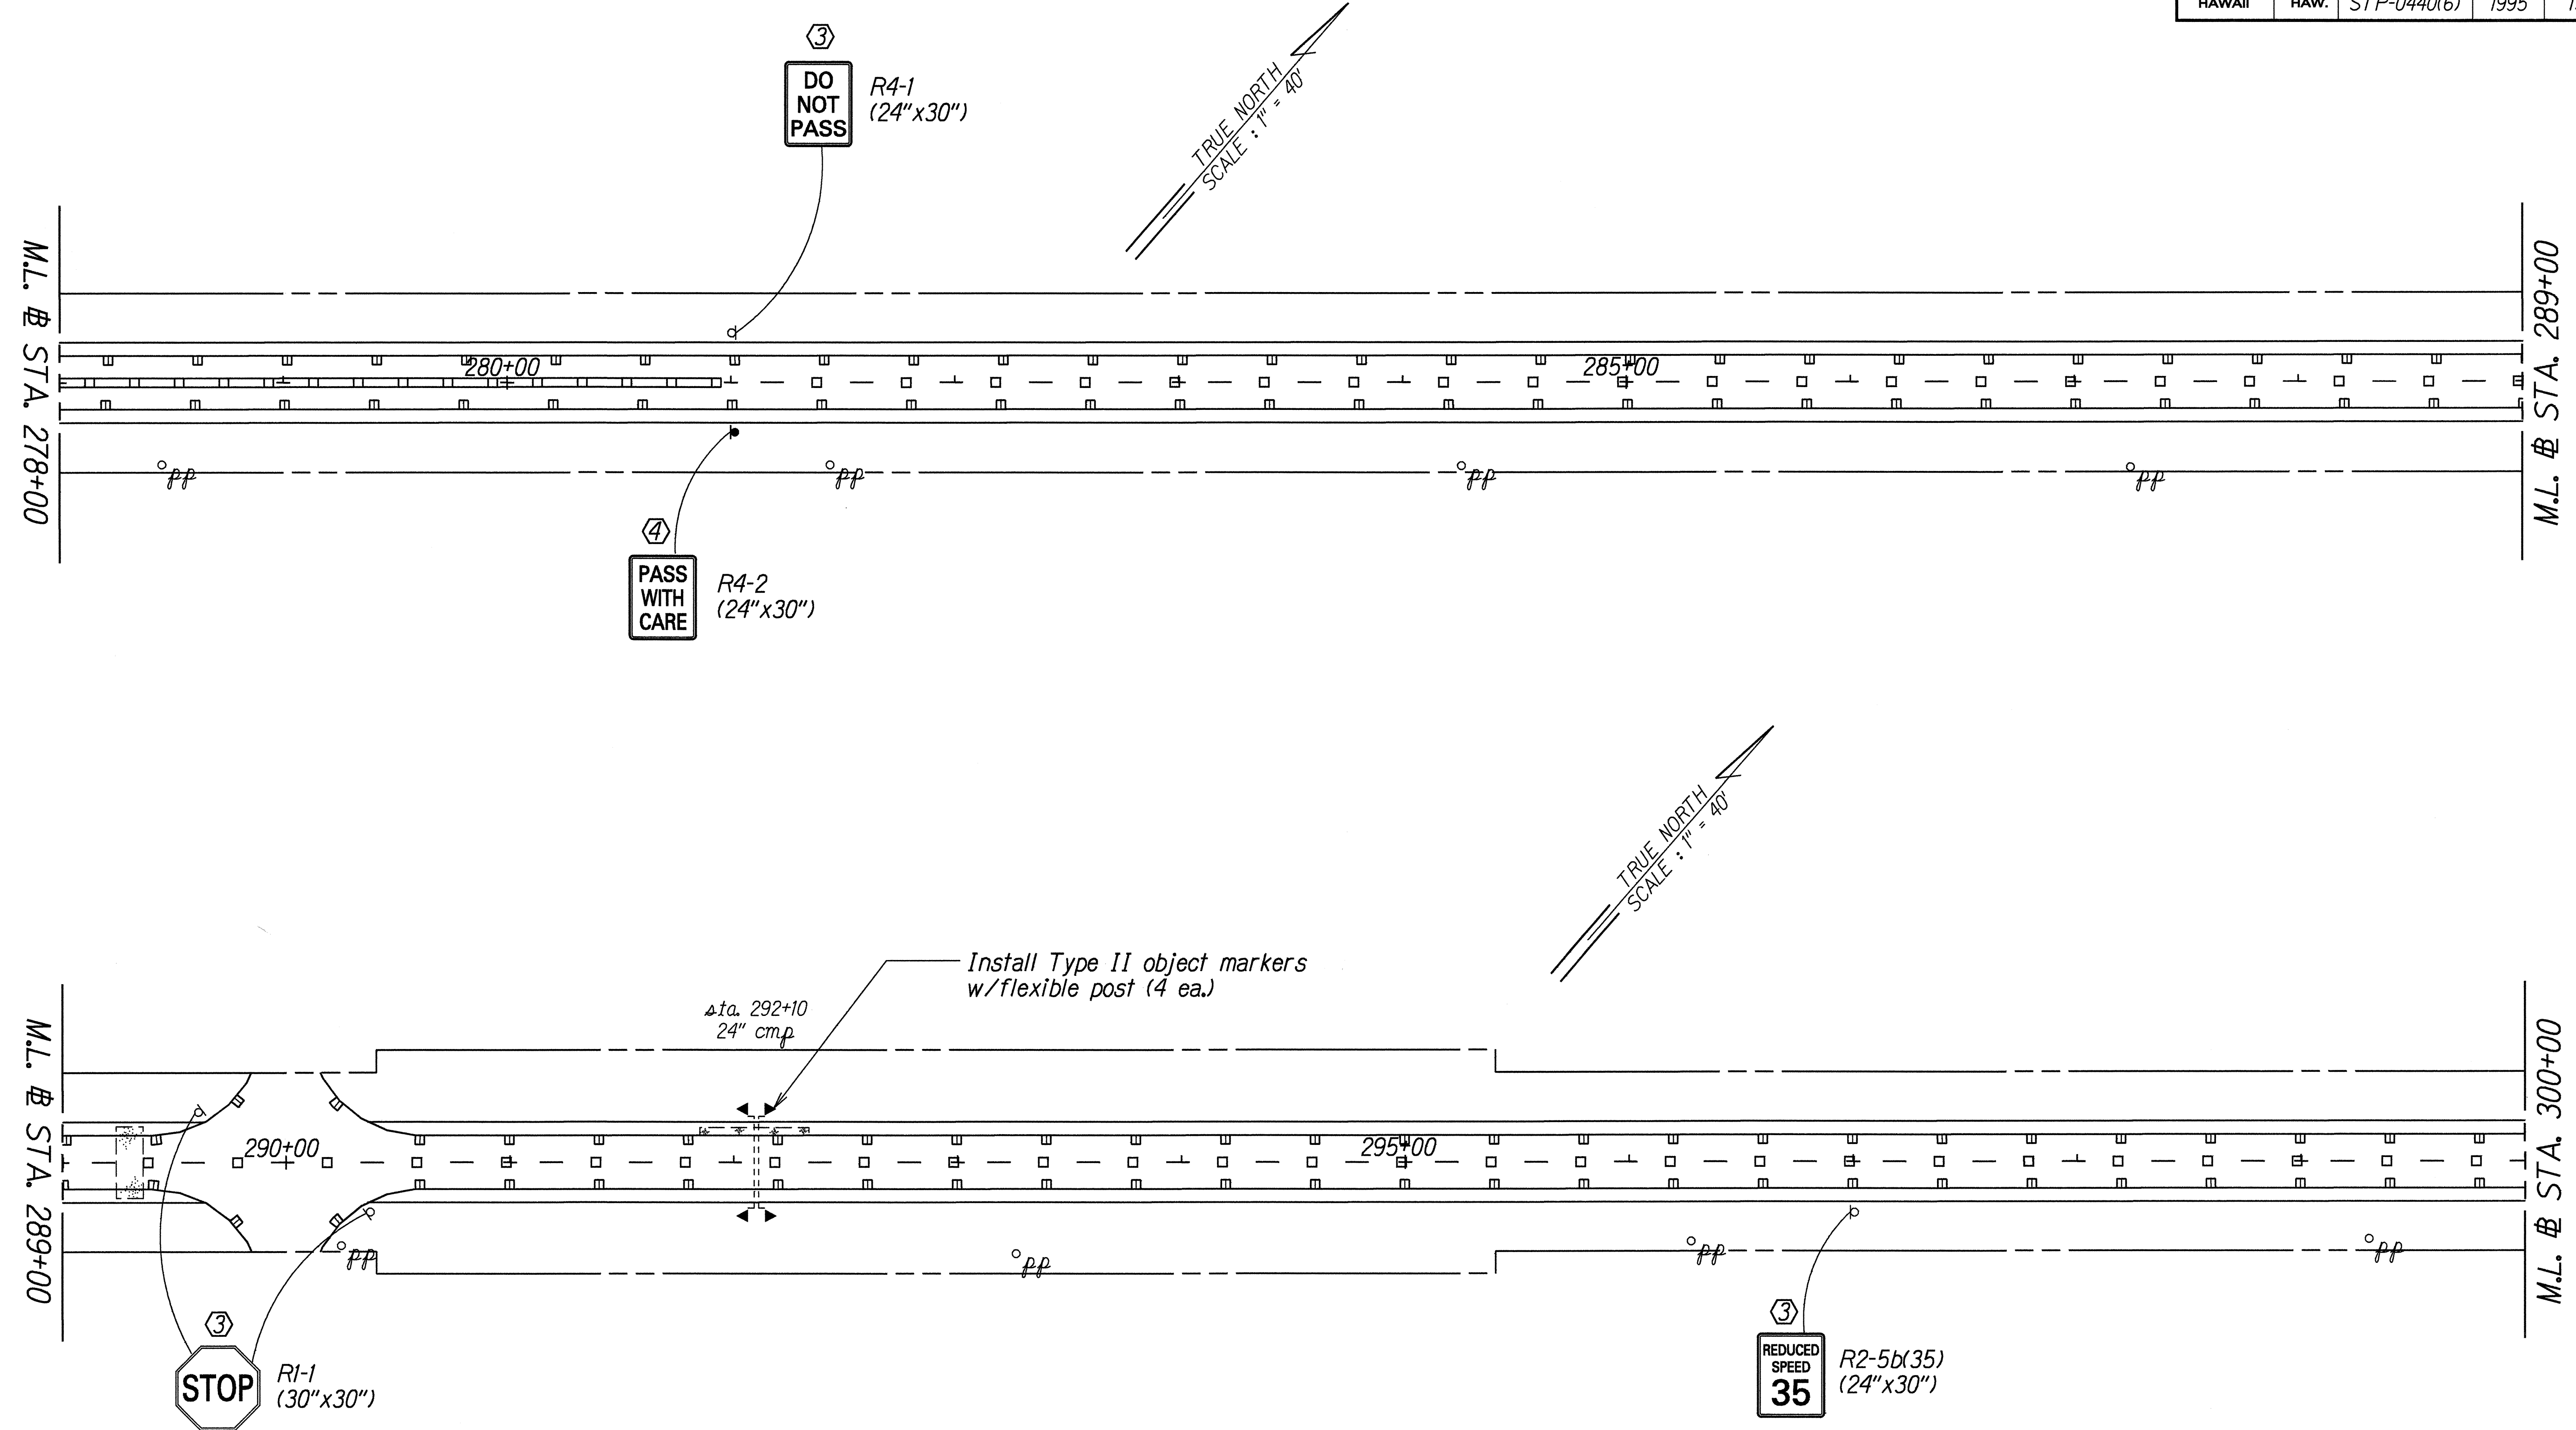 HAWAII HAW. STP-0440(6) 1995
3
DO
NOT
PASS
R4-1
(24"x30")
TRUE NORTH
SCALE : 1" = 40'
M.L. ⅊ STA. 278+00
280+00
285+00
M.L. ⅊ STA. 289+00
pp
pp
pp
pp
4
PASS
WITH
CARE
R4-2
(24"x30")
TRUE NORTH
SCALE : 1" = 40'
Install Type II object markers
w/flexible post (4 ea.)
sta. 292+10
24" cmp
M.L. ⅊ STA. 289+00
290+00
295+00
M.L. ⅊ STA. 300+00
pp
pp
pp
pp
3
STOP
R1-1
(30"x30")
3
REDUCED
SPEED
35
R2-5b(35)
(24"x30")